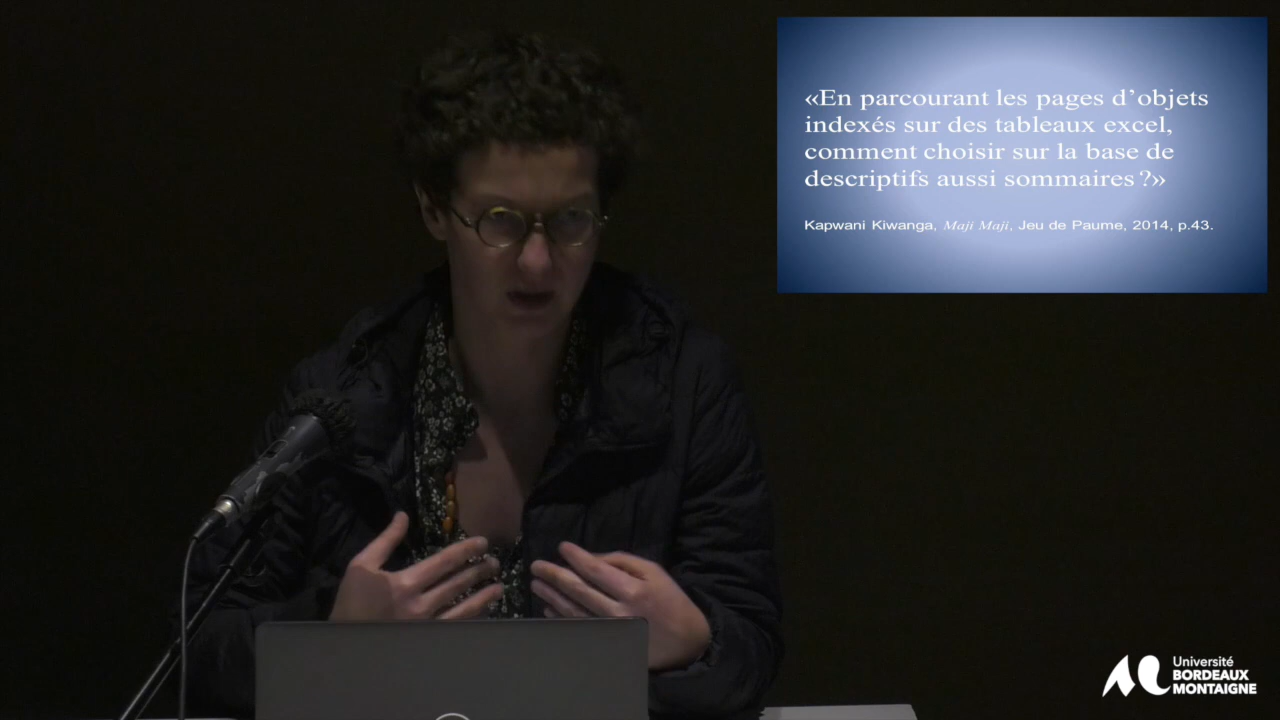 «En parcourant les pages d’objets
indexés sur des tableaux excel,
comment choisir sur la base de
descriptifs aussi sommaires ?»
Kapwani Kiwanga, Maji Maji, Jeu de Paume, 2014, p.43.
Université
BORDEAUX
MONTAIGNE